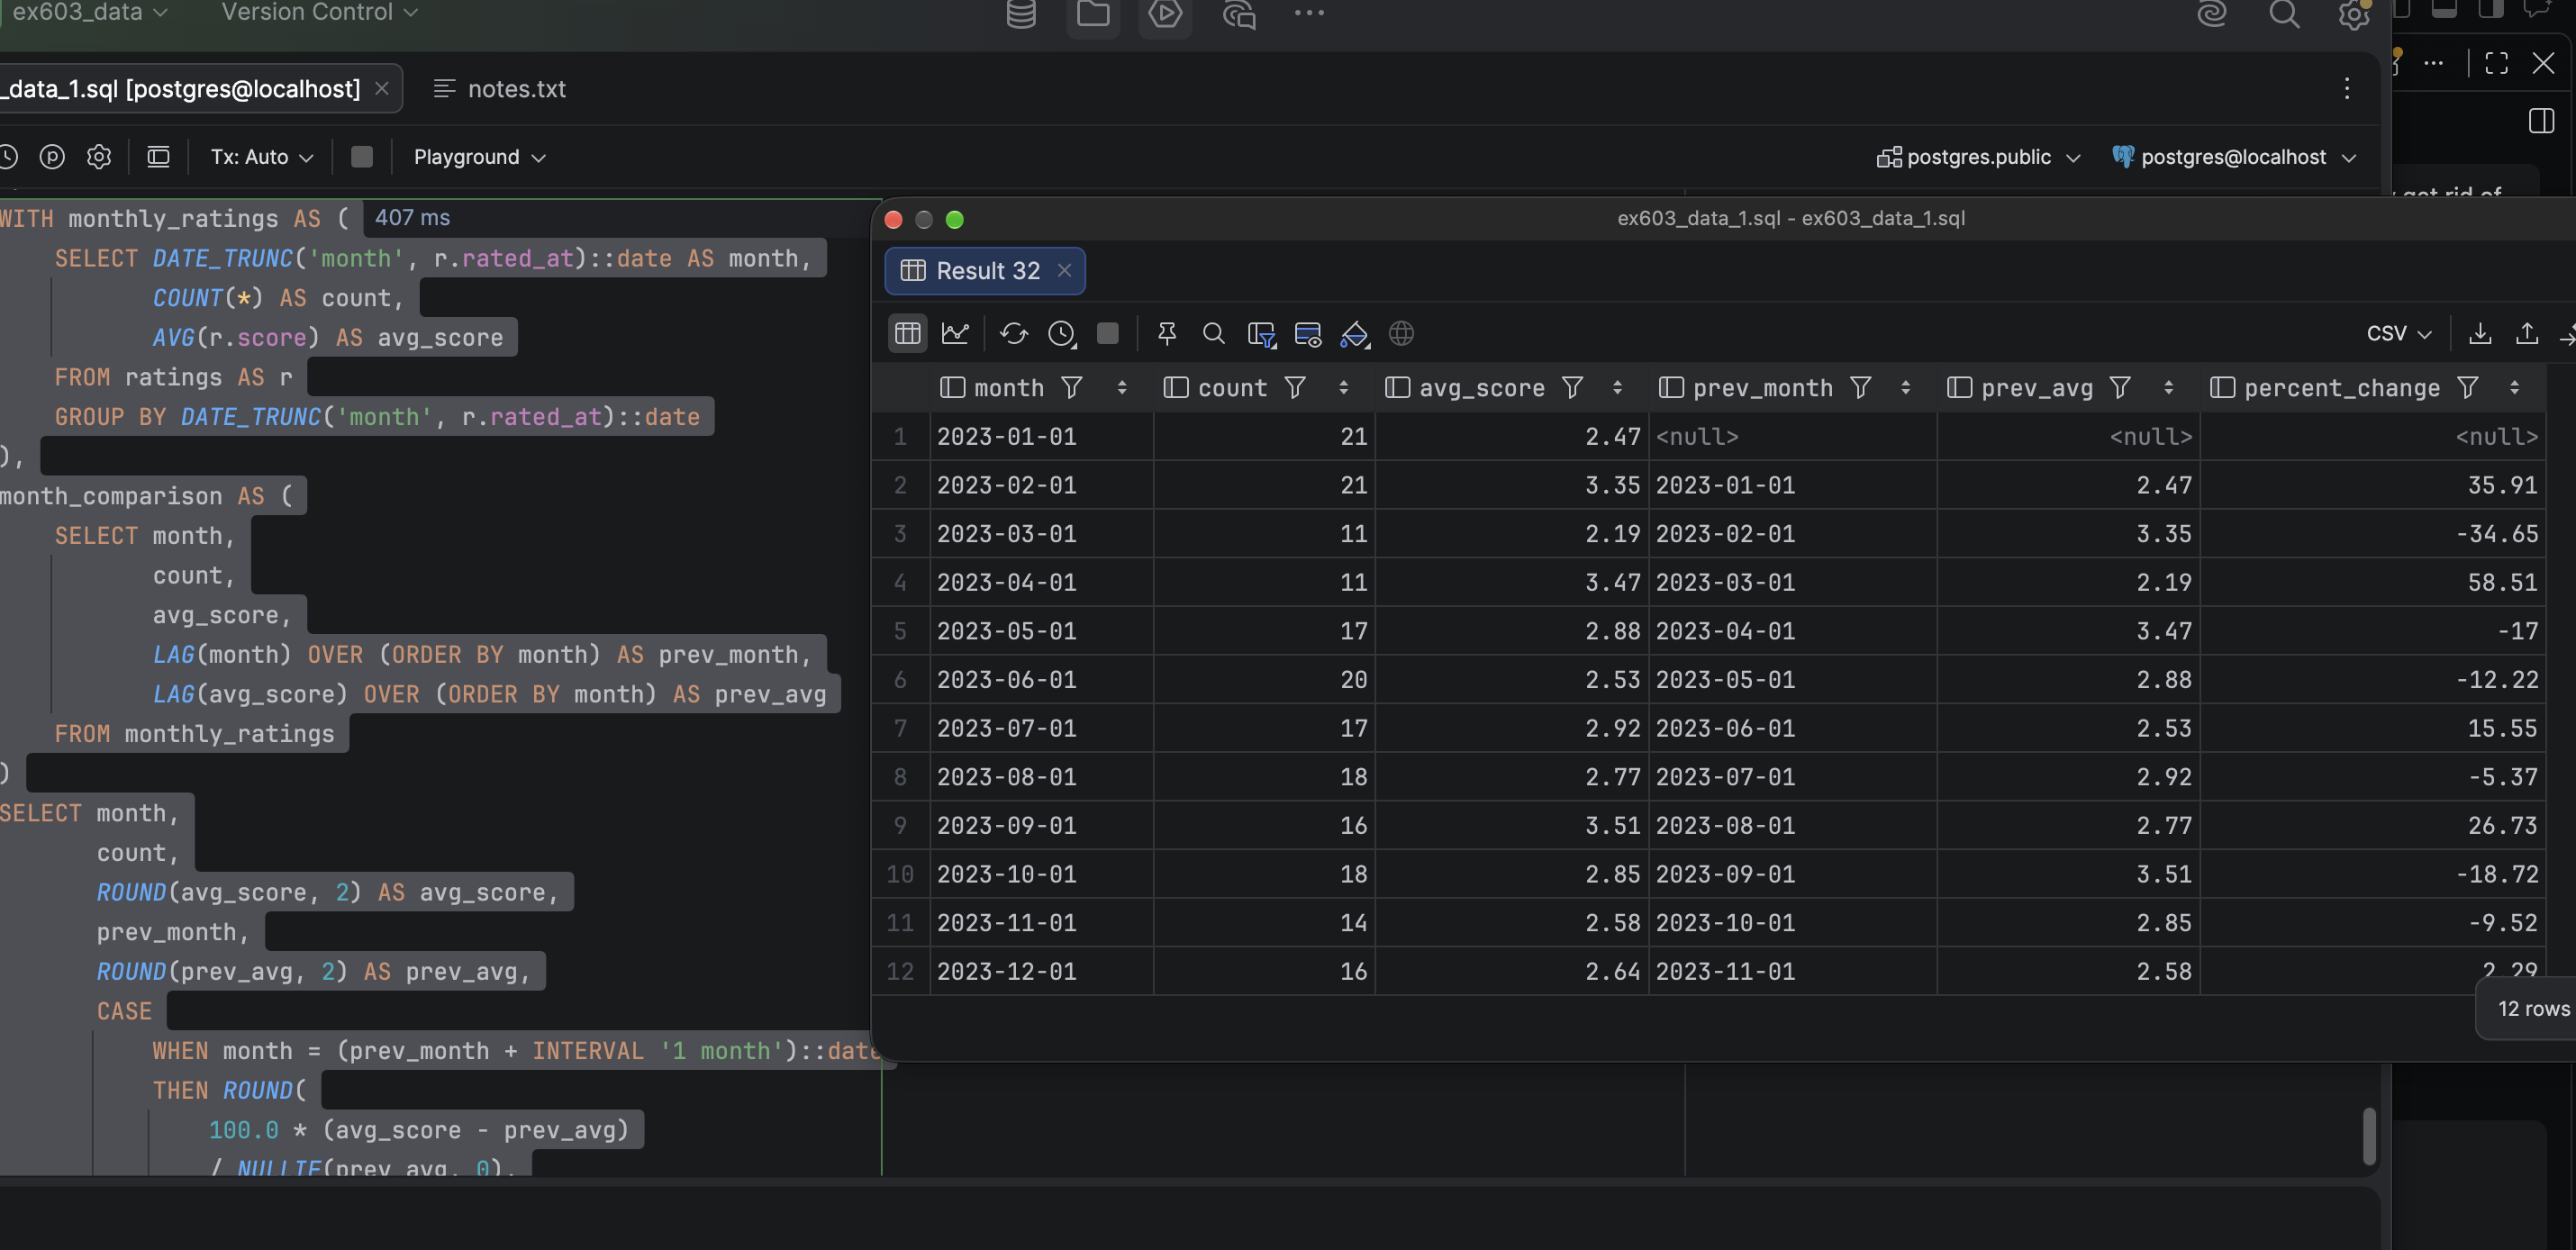 ex603_data Version Control
_data_1.sql [postgres@localhost] notes.txt
Tx: Auto Playground postgres.public postgres@localhost
WITH monthly_ratings AS ( 407 ms
SELECT DATE_TRUNC('month', r.rated_at)::date AS month,
COUNT(*) AS count,
AVG(r.score) AS avg_score
FROM ratings AS r
GROUP BY DATE_TRUNC('month', r.rated_at)::date
),
month_comparison AS (
SELECT month,
count,
avg_score,
LAG(month) OVER (ORDER BY month) AS prev_month,
LAG(avg_score) OVER (ORDER BY month) AS prev_avg
FROM monthly_ratings
)
SELECT month,
count,
ROUND(avg_score, 2) AS avg_score,
prev_month,
ROUND(prev_avg, 2) AS prev_avg,
CASE
WHEN month = (prev_month + INTERVAL '1 month')::date
THEN ROUND(
100.0 * (avg_score - prev_avg)
/ NULLIF(prev_avg, 0),
ex603_data_1.sql - ex603_data_1.sql
Result 32
CSV
month count avg_score prev_month prev_avg percent_change
1 2023-01-01 21 2.47 <null> <null> <null>
2 2023-02-01 21 3.35 2023-01-01 2.47 35.91
3 2023-03-01 11 2.19 2023-02-01 3.35 -34.65
4 2023-04-01 11 3.47 2023-03-01 2.19 58.51
5 2023-05-01 17 2.88 2023-04-01 3.47 -17
6 2023-06-01 20 2.53 2023-05-01 2.88 -12.22
7 2023-07-01 17 2.92 2023-06-01 2.53 15.55
8 2023-08-01 18 2.77 2023-07-01 2.92 -5.37
9 2023-09-01 16 3.51 2023-08-01 2.77 26.73
10 2023-10-01 18 2.85 2023-09-01 3.51 -18.72
11 2023-11-01 14 2.58 2023-10-01 2.85 -9.52
12 2023-12-01 16 2.64 2023-11-01 2.58 2.29
12 rows
get rid of